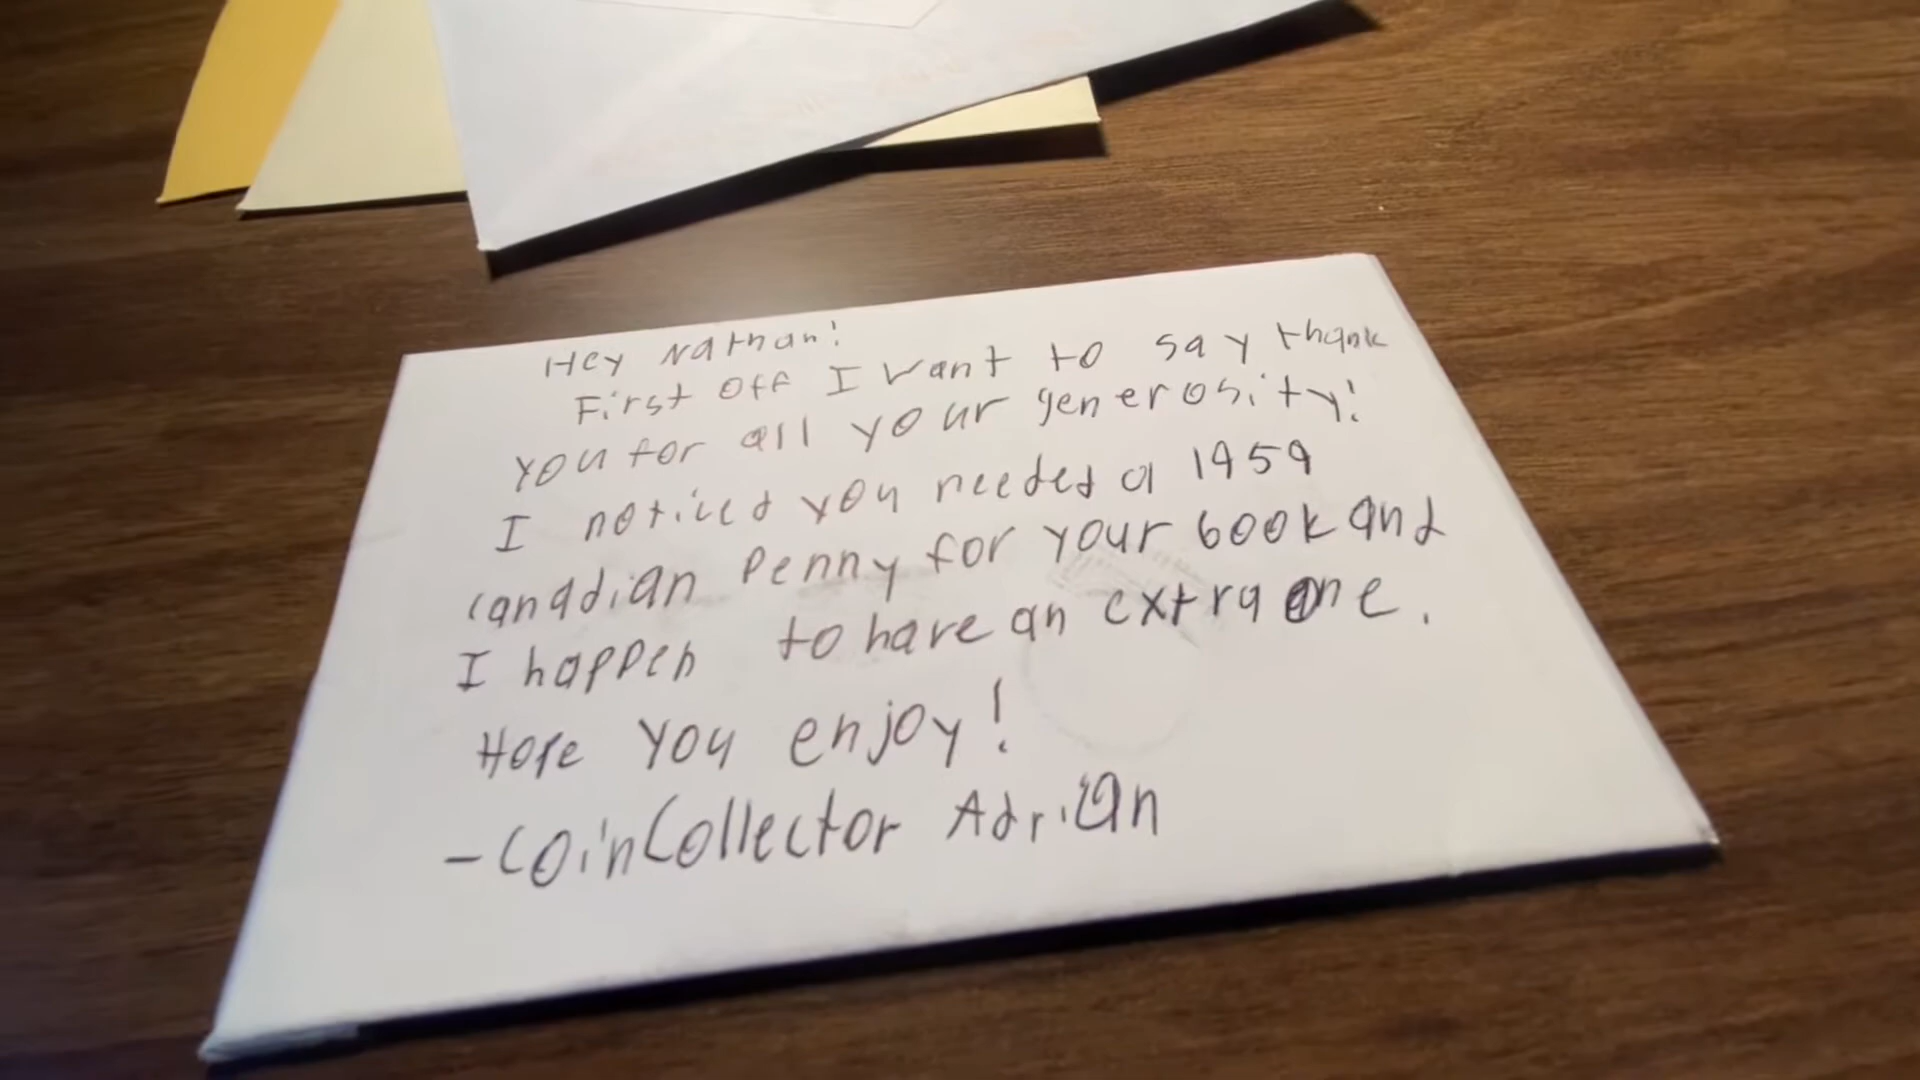 Hey Nathan!
First off I want to say thank
you for all your generosity!
I noticed you needed a 1959
Canadian Penny for your book and
I happen to have an extra one.
Hope you enjoy!
-CoinCollector Adrian